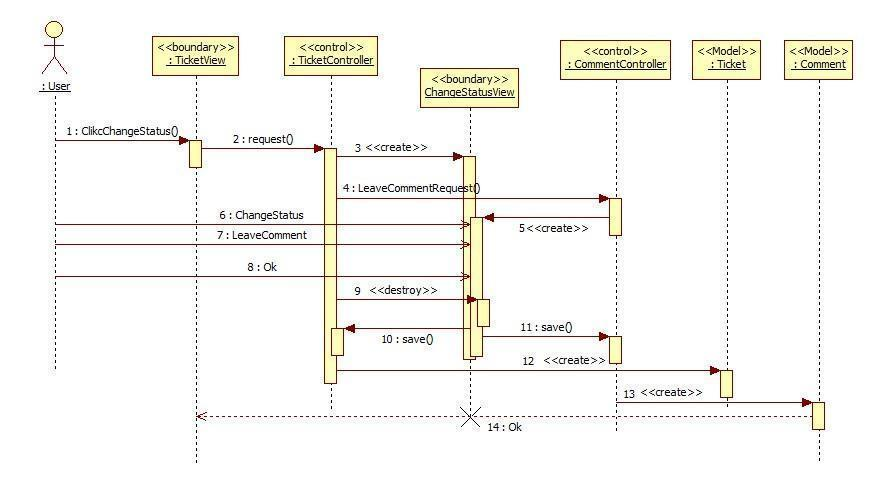 <<boundary>>
: TicketView
<<control>>
: TicketController
<<boundary>>
ChangeStatusView
<<control>>
: CommentController
<<Model>>
: Ticket
<<Model>>
: Comment
: User
1 : ClikcChangeStatus()
2 : request()
3 <<create>>
4 : LeaveCommentRequest()
6 : ChangeStatus
5<<create>>
7 : LeaveComment
8 : Ok
9 <<destroy>>
10 : save()
11 : save()
12 <<create>>
13 <<create>>
14 : Ok